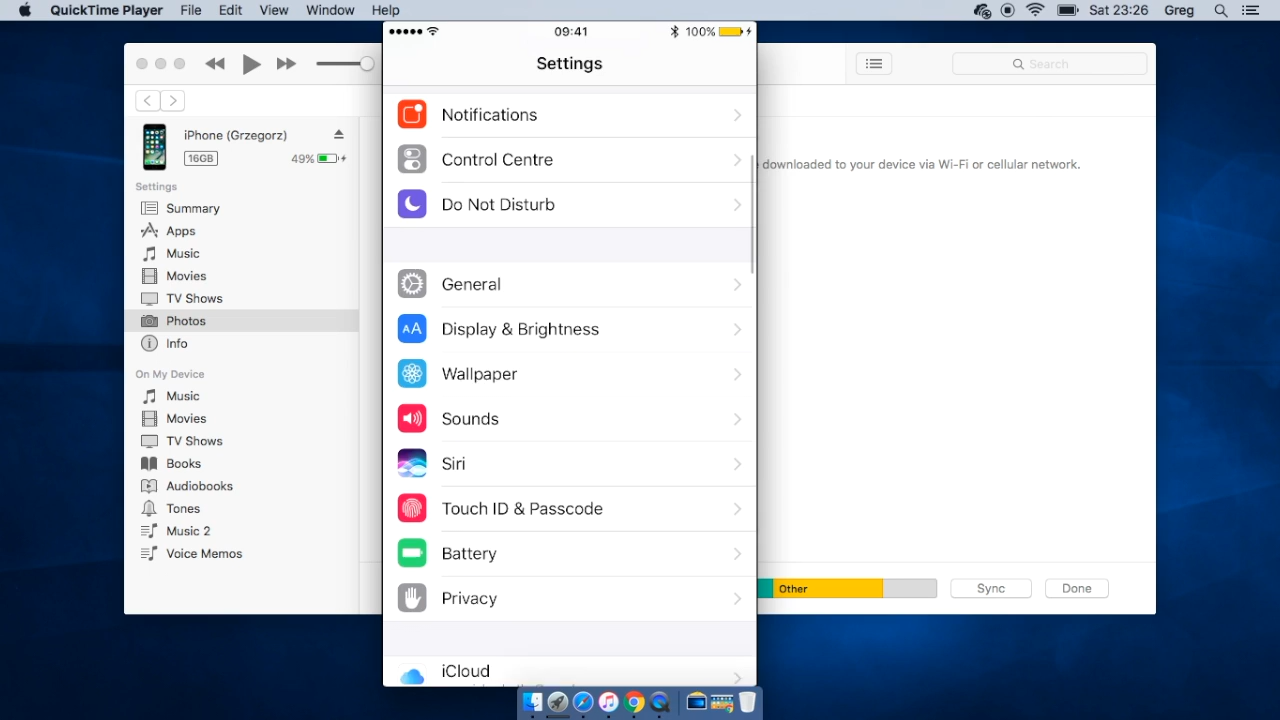 QuickTime Player File Edit View Window Help Sat 23:26 Greg
09:41 100%
Settings
Search
iPhone (Grzegorz)
16GB 49%
Settings
Summary
Apps
Music
Movies
TV Shows
Photos
Info
On My Device
Music
Movies
TV Shows
Books
Audiobooks
Tones
Music 2
Voice Memos
Notifications
Control Centre
Do Not Disturb
General
AA Display & Brightness
Wallpaper
Sounds
Siri
Touch ID & Passcode
Battery
Privacy
iCloud
downloaded to your device via Wi-Fi or cellular network.
Other
Sync Done